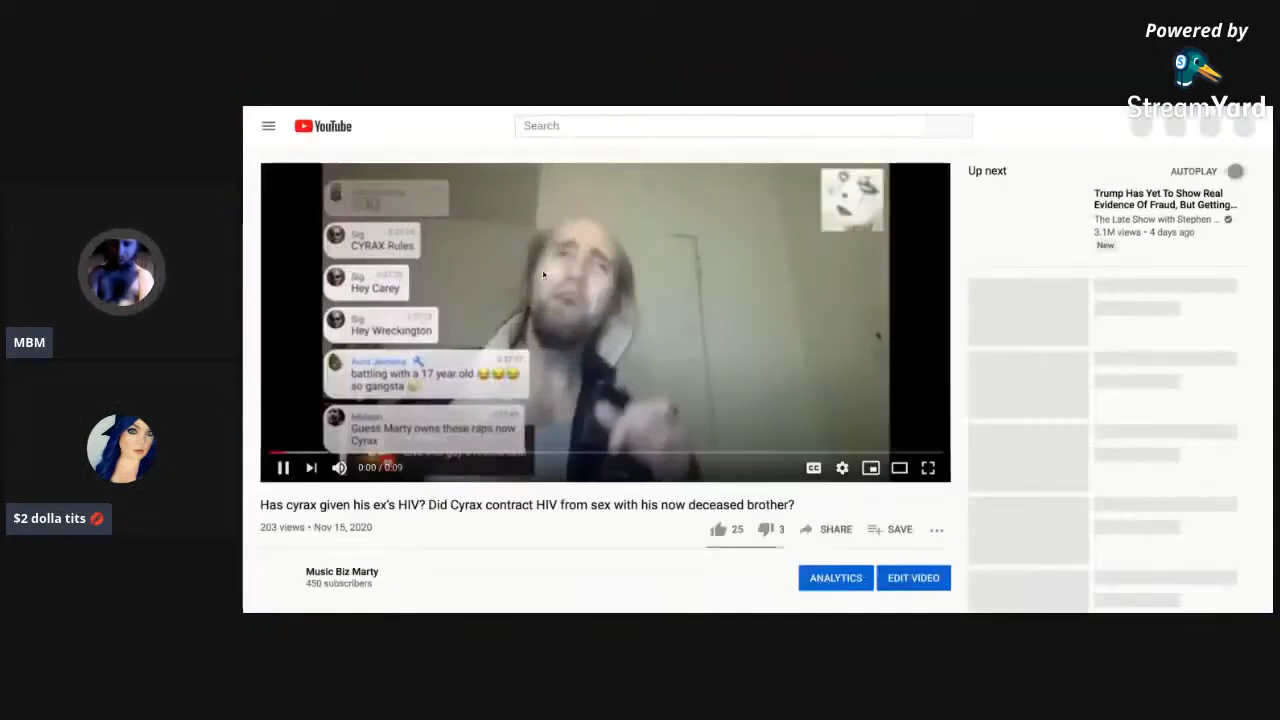 Powered by
StreamYard
YouTube
Search
Up next
AUTOPLAY
Trump Has Yet To Show Real
Evidence Of Fraud, But Getting...
The Late Show with Stephen ...
3.1M views • 4 days ago
New
Sig
CYRAX Rules
Sig
Hey Carey
Sig
Hey Wreckington
battling with a 17 year old 😂😂😂
so gangsta
Guess Marty owns these raps now
Cyrax
0:00 / 0:09
CC
MBM
$2 dolla tits 💋
Has cyrax given his ex's HIV? Did Cyrax contract HIV from sex with his now deceased brother?
203 views • Nov 15, 2020
25
3
SHARE
SAVE
Music Biz Marty
450 subscribers
ANALYTICS
EDIT VIDEO